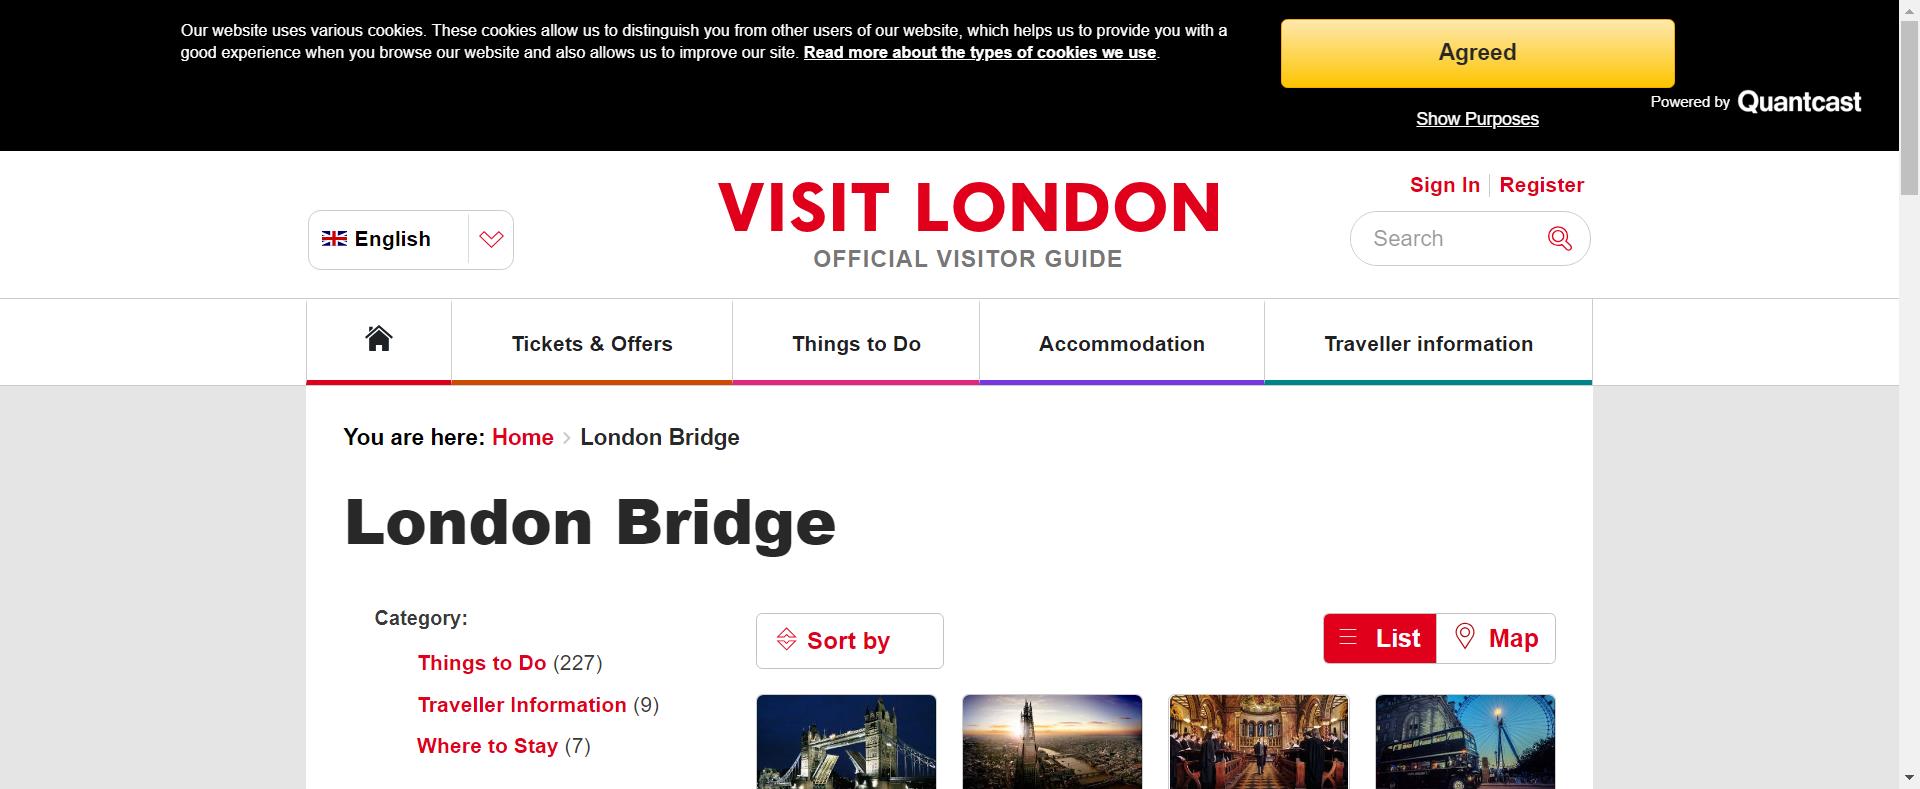 Our website uses various cookies. These cookies allow us to distinguish you from other users of our website, which helps us to provide you with a
good experience when you browse our website and also allows us to improve our site. Read more about the types of cookies we use.
Agreed
Show Purposes
Powered by Quantcast
Sign In
Register
English
VISIT LONDON
OFFICIAL VISITOR GUIDE
Search
Tickets & Offers
Things to Do
Accommodation
Traveller information
You are here: Home > London Bridge
London Bridge
Category:
Things to Do (227)
Traveller Information (9)
Where to Stay (7)
Sort by
List
Map